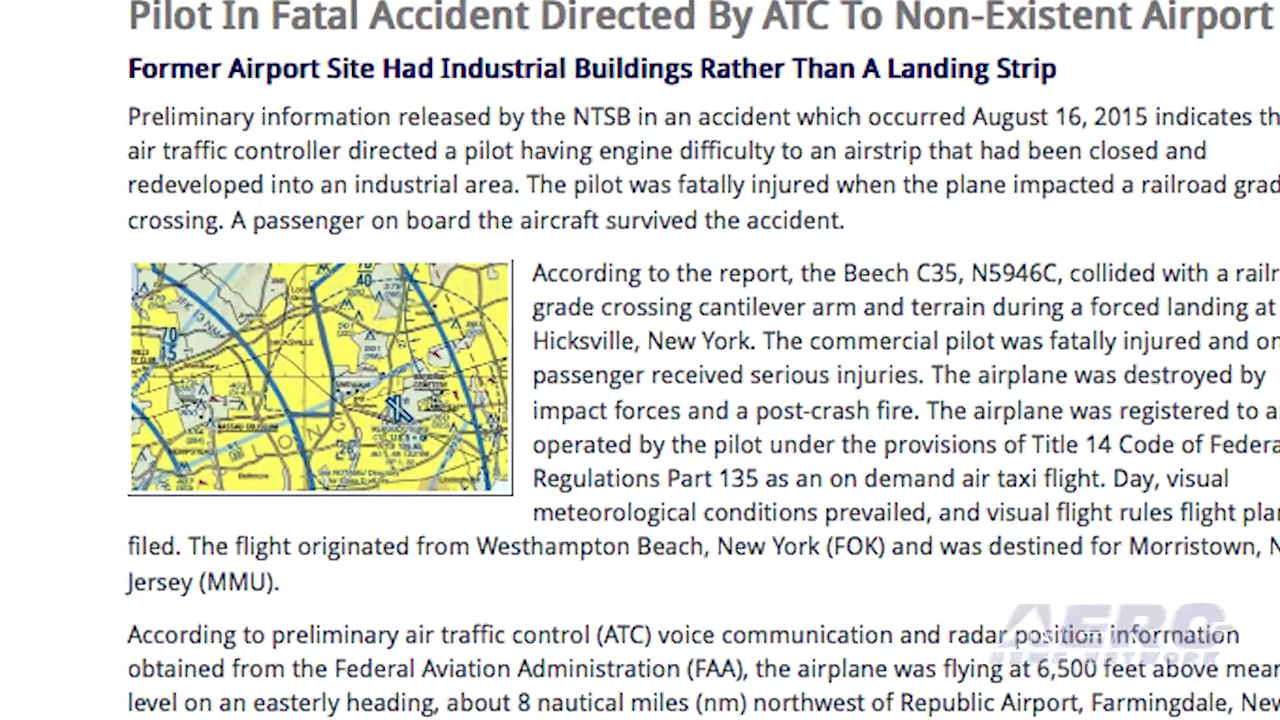 Pilot In Fatal Accident Directed By ATC To Non-Existent Airport
Former Airport Site Had Industrial Buildings Rather Than A Landing Strip
Preliminary information released by the NTSB in an accident which occurred August 16, 2015 indicates th
air traffic controller directed a pilot having engine difficulty to an airstrip that had been closed and
redeveloped into an industrial area. The pilot was fatally injured when the plane impacted a railroad grad
crossing. A passenger on board the aircraft survived the accident.
According to the report, the Beech C35, N5946C, collided with a railr
grade crossing cantilever arm and terrain during a forced landing at
Hicksville, New York. The commercial pilot was fatally injured and on
passenger received serious injuries. The airplane was destroyed by
impact forces and a post-crash fire. The airplane was registered to a
operated by the pilot under the provisions of Title 14 Code of Federa
Regulations Part 135 as an on demand air taxi flight. Day, visual
meteorological conditions prevailed, and visual flight rules flight plan
filed. The flight originated from Westhampton Beach, New York (FOK) and was destined for Morristown, N
Jersey (MMU).
According to preliminary air traffic control (ATC) voice communication and radar position information
obtained from the Federal Aviation Administration (FAA), the airplane was flying at 6,500 feet above mean
level on an easterly heading, about 8 nautical miles (nm) northwest of Republic Airport, Farmingdale, New
HICKSVILLE
NASSAU COLISEUM
70
15
40
AERO
NEWS NETWORK